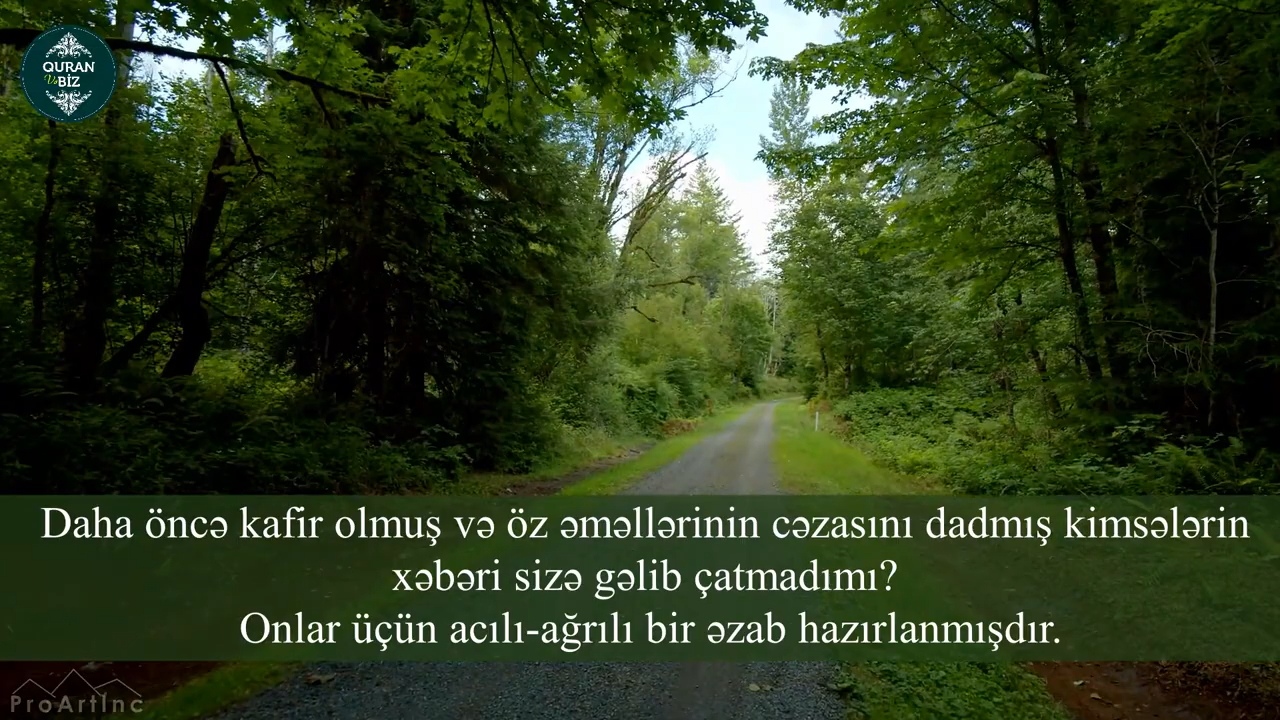 QURAN
Və
BİZ
Daha öncə kafir olmuş və öz əməllərinin cəzasını dadmış kimsələrin
xəbəri sizə gəlib çatmadımı?
Onlar üçün acılı-ağrılı bir əzab hazırlanmışdır.
ProArtInc